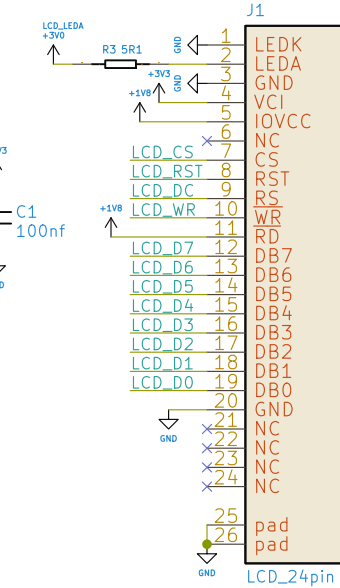 J1
LCD_LEDA
+3V0
R3 5R1
GND 1 LEDK
2 LEDA
GND 3 GND
+3V3 4 VCI
+1V8 5 IOVCC
6 NC
LCD_CS 7 CS
LCD_RST 8 RST
LCD_DC 9 RS
LCD_WR 10 WR
+1V8 11 RD
LCD_D7 12 DB7
LCD_D6 13 DB6
LCD_D5 14 DB5
LCD_D4 15 DB4
LCD_D3 16 DB3
LCD_D2 17 DB2
LCD_D1 18 DB1
LCD_D0 19 DB0
20 GND
GND
21 NC
22 NC
23 NC
24 NC
25 pad
26 pad
GND
LCD_24pin
V3
C1
100nf
D